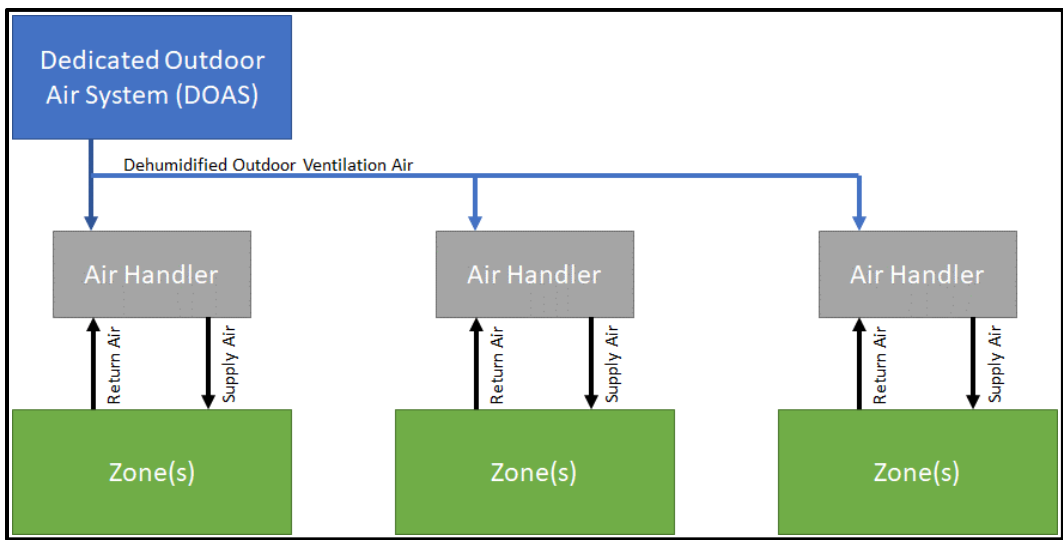 Dedicated Outdoor
Air System (DOAS)
Dehumidified Outdoor Ventilation Air
Air Handler
Air Handler
Air Handler
Return Air
Supply Air
Return Air
Supply Air
Return Air
Supply Air
Zone(s)
Zone(s)
Zone(s)